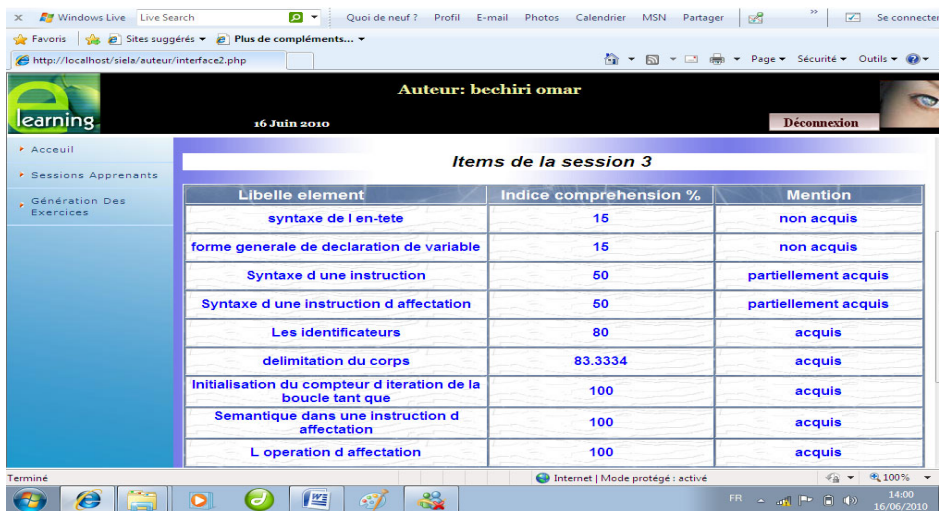 Windows Live Live Search Quoi de neuf ? Profil E-mail Photos Calendrier MSN Partager >> Se connecter
Favoris Sites suggérés Plus de compléments...
http://localhost/siela/auteur/interface2.php Page Sécurité Outils
Auteur: bechiri omar
e learning
16 Juin 2010 Déconnexion
Acceuil
Sessions Apprenants
Génération Des
Exercices
Items de la session 3
Libelle element Indice comprehension % Mention
syntaxe de l en-tete 15 non acquis
forme generale de declaration de variable 15 non acquis
Syntaxe d une instruction 50 partiellement acquis
Syntaxe d une instruction d affectation 50 partiellement acquis
Les identificateurs 80 acquis
delimitation du corps 83.3334 acquis
Initialisation du compteur d iteration de la
boucle tant que 100 acquis
Semantique dans une instruction d
affectation 100 acquis
L operation d affectation 100 acquis
Terminé Internet | Mode protégé : activé 100%
FR 14:00
16/06/2010